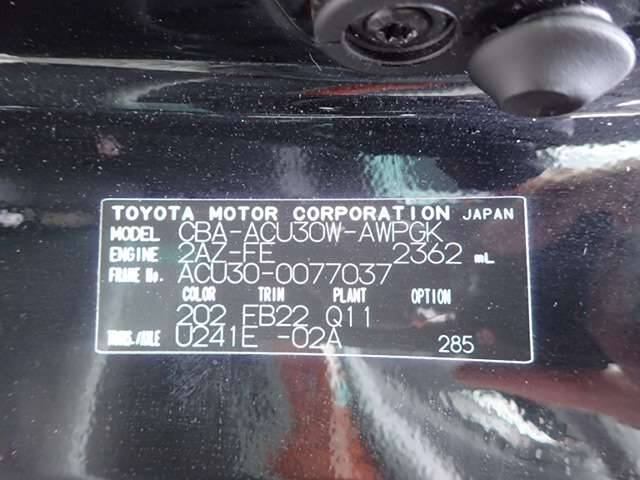 TOYOTA MOTOR CORPORATION JAPAN
MODEL CBA-ACU30W-AWPGK
ENGINE 2AZ-FE 2362 mL
FRAME No. ACU30-0077037
COLOR TRIM PLANT OPTION
202 FB22 Q11
TRANS./AXLE U241E -02A 285